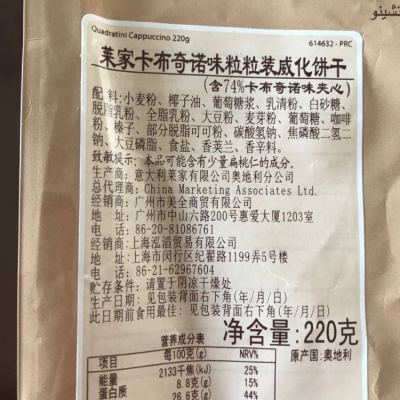 Quadratini Cappuccino 220g
614632 - PRC
莱家卡布奇诺味粒粒装威化饼干
(含74%卡布奇诺味夹心)
配料：小麦粉、椰子油、葡萄糖浆、乳清粉、白砂糖、
脱脂乳粉、全脂乳粉、大豆粉、麦芽粉、葡萄糖、咖啡
粉、榛子、部分脱脂可可粉、碳酸氢钠、焦磷酸二氢二
钠、大豆磷脂、食盐、香荚兰、香辛料。
致敏提示：本品可能含有少量扁桃仁的成分。
生产商：意大利莱家有限公司奥地利分公司
总代理商：China Marketing Associates Ltd.
经销商：广州市美全商贸有限公司
地 址：广州市中山六路200号惠爱大厦1203室
电 话：86-20-81086761
经销商：上海泓滔贸易有限公司
地 址：上海市闵行区纪翟路1199弄5号楼
电 话：86-21-62967604
贮存条件：请置于阴凉干燥处
生产日期：见包装背面右下角(年/月/日)
此日期前食用最佳：见包装背面右下角(年/月/日)
净含量:220克
营养成分表
原产国：奥地利
项目 每100克(g) NRV%
能量 2133千焦(kJ) 25%
蛋白质 8.8克(g) 15%
26.6克(g) 44%